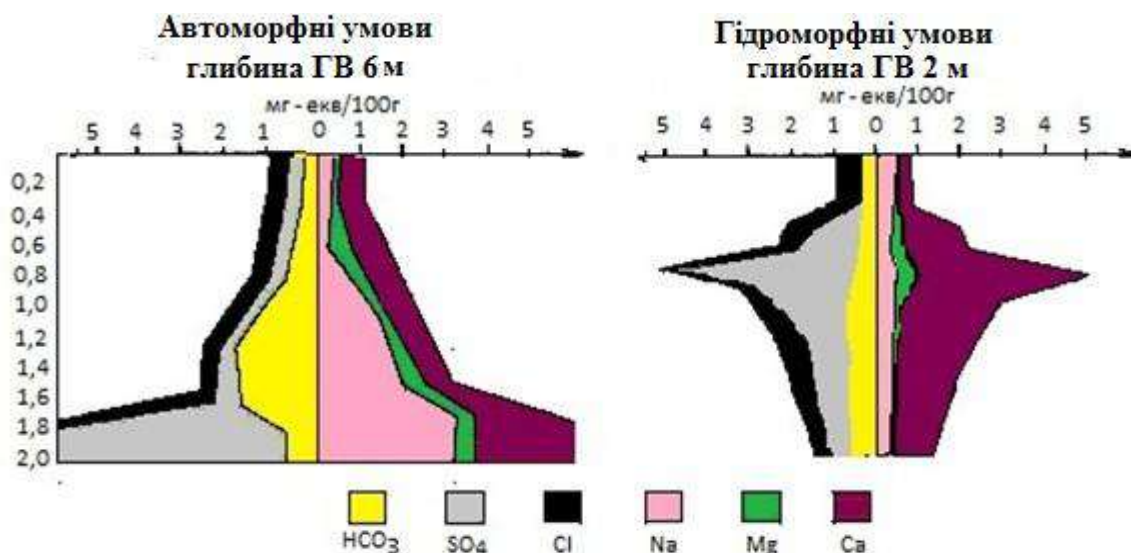 Автоморфні умови
глибина ГВ 6 м
мг - екв/100г
5 4 3 2 1 0 1 2 3 4 5
0,2
0,4
0,6
0,8
1,0
1,2
1,4
1,6
1,8
2,0
Гідроморфні умови
глибина ГВ 2 м
мг - екв/100г
5 4 3 2 1 0 1 2 3 4 5
HCO3 SO4 Cl Na Mg Ca